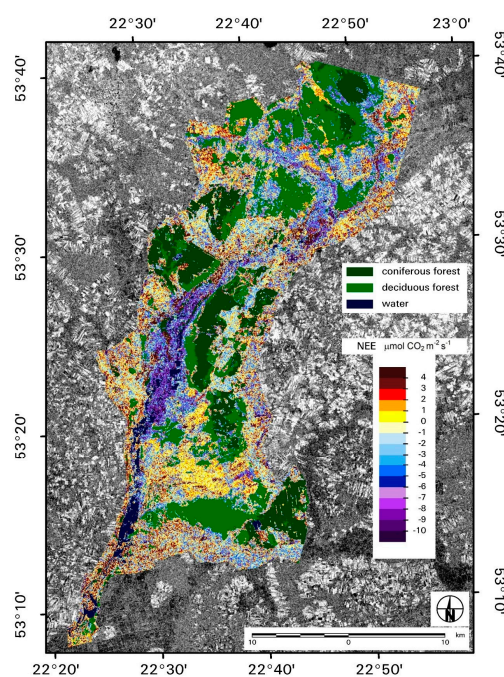 22°30' 22°40' 22°50' 23°0'
53°40'
53°40'
53°30'
53°30'
coniferous forest
deciduous forest
water
NEE µmol CO₂ m⁻² s⁻¹
4
3
2
1
0
-1
-2
-3
-4
-5
-6
-7
-8
-9
-10
53°20'
53°20'
53°10'
53°10'
N
10 0 10 km
22°20' 22°30' 22°40' 22°50'